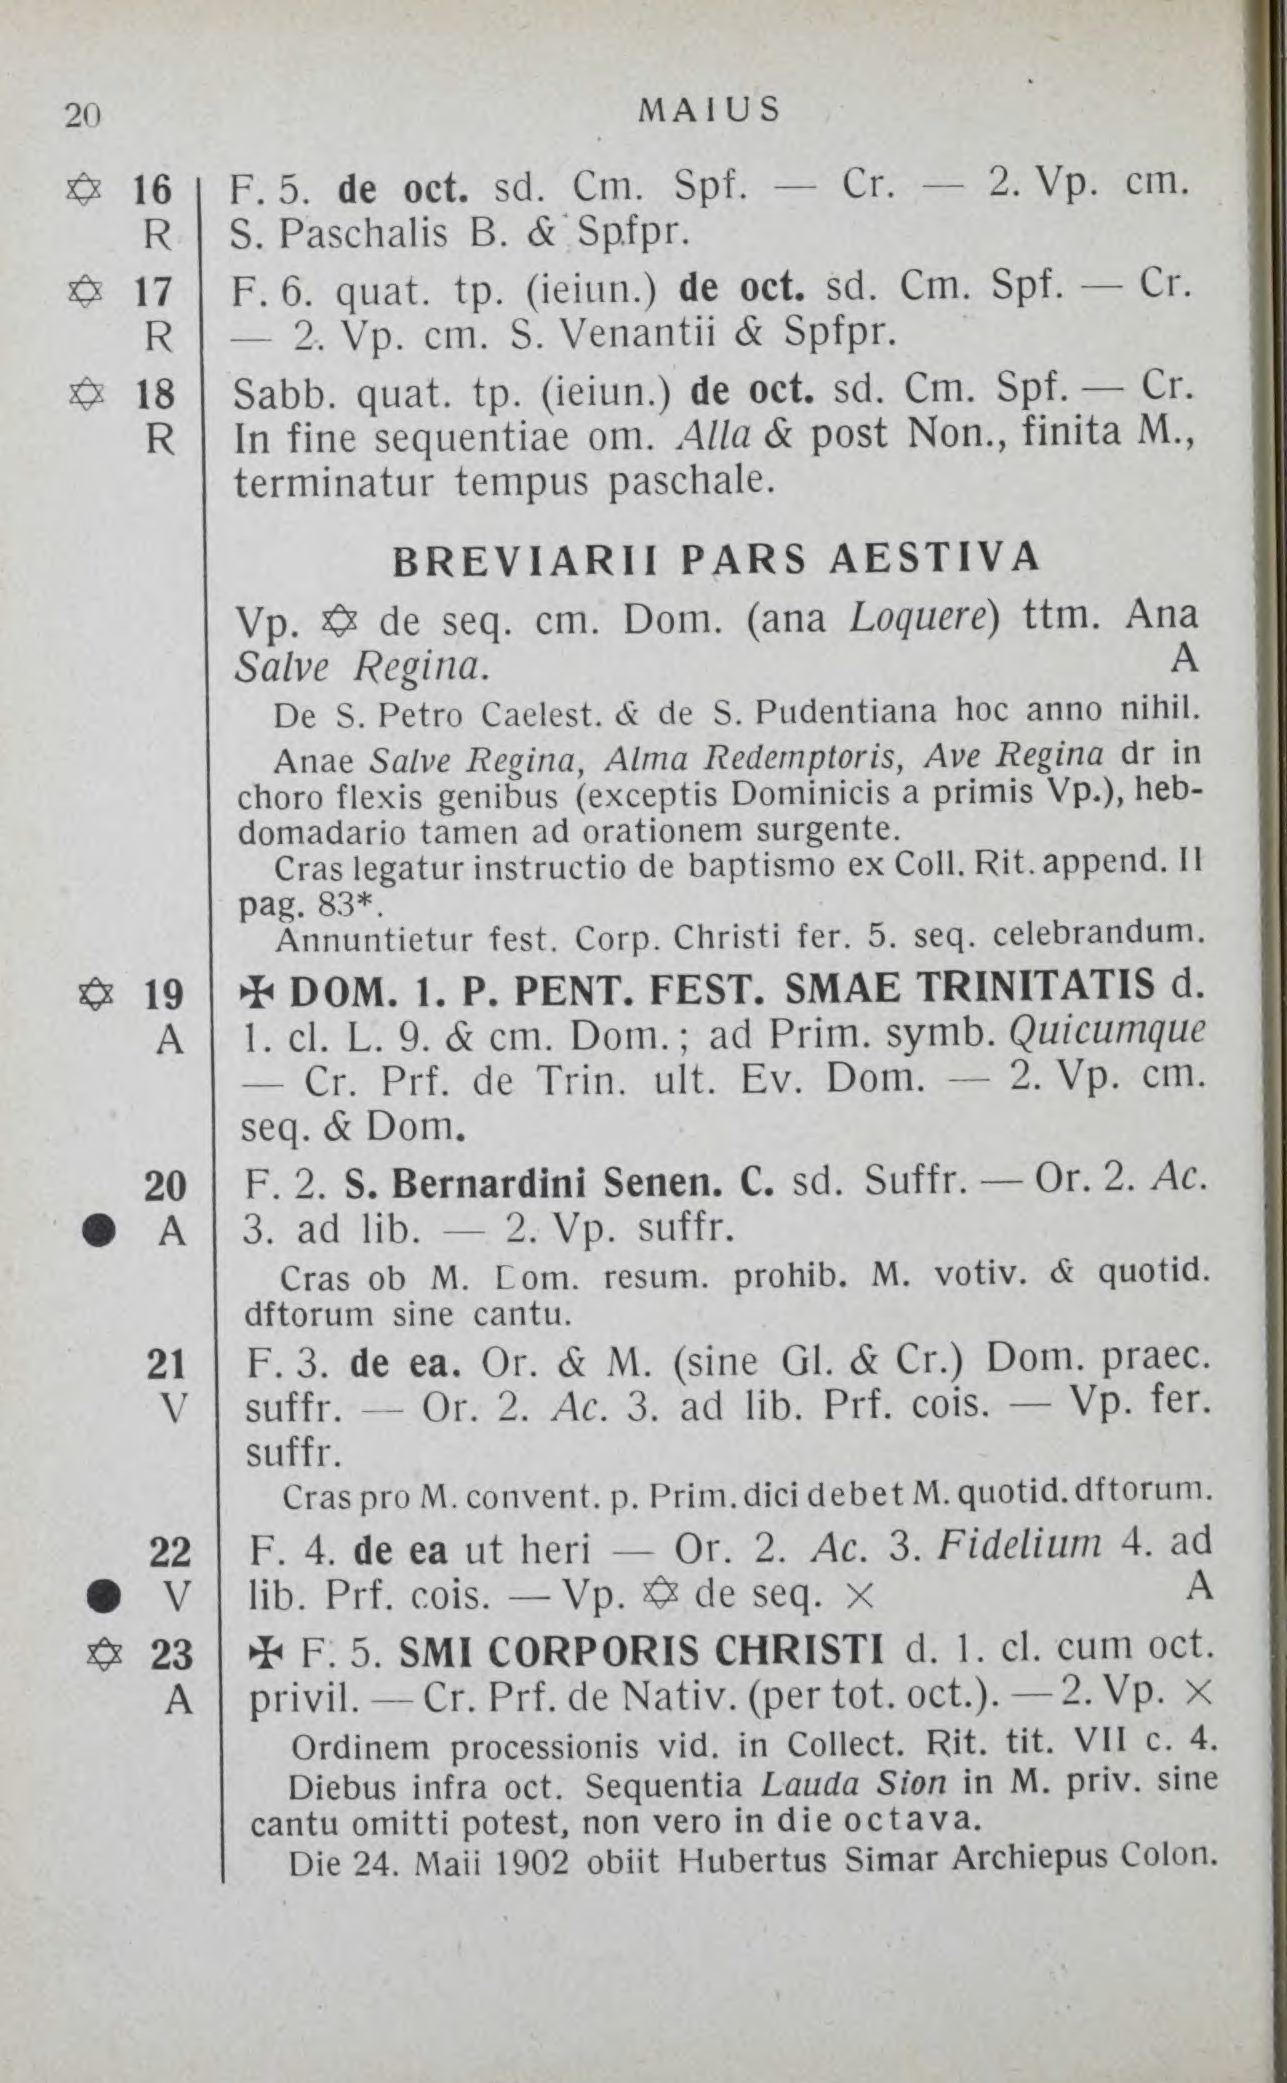 20 MAIUS
✡ 16 F. 5. de oct. sd. Cm. Spf. — Cr. — 2. Vp. cm.
R S. Paschalis B. & Spfpr.
✡ 17 F. 6. quat. tp. (ieiun.) de oct. sd. Cm. Spf. — Cr.
R — 2. Vp. cm. S. Venantii & Spfpr.
✡ 18 Sabb. quat. tp. (ieiun.) de oct. sd. Cm. Spf. — Cr.
R In fine sequentiae om. Alla & post Non., finita M.,
terminatur tempus paschale.
BREVIARII PARS AESTIVA
Vp. ✡ de seq. cm. Dom. (ana Loquere) ttm. Ana
Salve Regina. A
De S. Petro Caelest. & de S. Pudentiana hoc anno nihil.
Anae Salve Regina, Alma Redemptoris, Ave Regina dr in
choro flexis genibus (exceptis Dominicis a primis Vp.), heb-
domadario tamen ad orationem surgente.
Cras legatur instructio de baptismo ex Coll. Rit. append. II
pag. 83*.
Annuntietur fest. Corp. Christi fer. 5. seq. celebrandum.
✡ 19 ✠ DOM. 1. P. PENT. FEST. SMAE TRINITATIS d.
A 1. cl. L. 9. & cm. Dom.; ad Prim. symb. Quicumque
— Cr. Prf. de Trin. ult. Ev. Dom. — 2. Vp. cm.
seq. & Dom.
20 F. 2. S. Bernardini Senen. C. sd. Suffr. — Or. 2. Ac.
● A 3. ad lib. — 2. Vp. suffr.
Cras ob M. Dom. resum. prohib. M. votiv. & quotid.
dftorum sine cantu.
21 F. 3. de ea. Or. & M. (sine Gl. & Cr.) Dom. praec.
V suffr. — Or. 2. Ac. 3. ad lib. Prf. cois. — Vp. fer.
suffr.
Cras pro M. convent. p. Prim. dici debet M. quotid. dftorum.
22 F. 4. de ea ut heri — Or. 2. Ac. 3. Fidelium 4. ad
● V lib. Prf. cois. — Vp. ✡ de seq. × A
✡ 23 ✠ F. 5. SMI CORPORIS CHRISTI d. 1. cl. cum oct.
A privil. — Cr. Prf. de Nativ. (per tot. oct.). — 2. Vp. ×
Ordinem processionis vid. in Collect. Rit. tit. VII c. 4.
Diebus infra oct. Sequentia Lauda Sion in M. priv. sine
cantu omitti potest, non vero in die octava.
Die 24. Maii 1902 obiit Hubertus Simar Archiepus Colon.